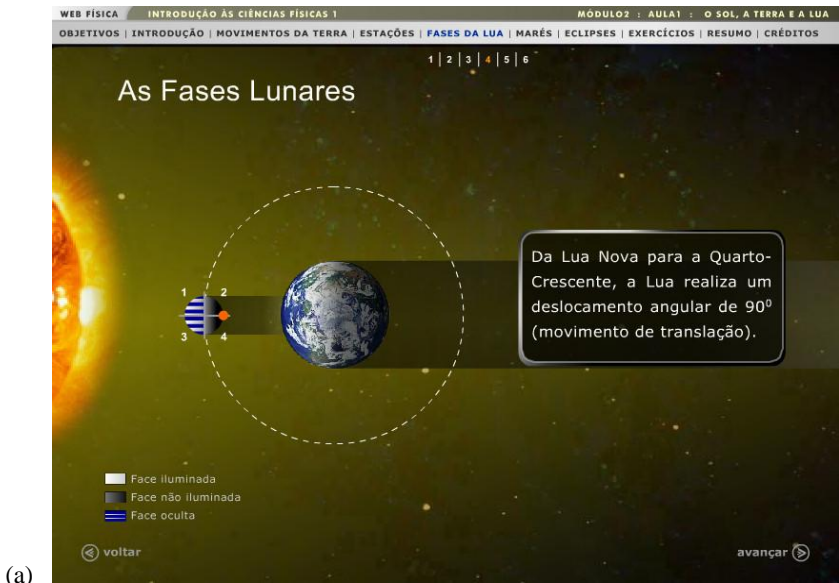 WEB FÍSICA INTRODUÇÃO ÀS CIÊNCIAS FÍSICAS 1 MÓDULO2 : AULA1 : O SOL, A TERRA E A LUA
OBJETIVOS | INTRODUÇÃO | MOVIMENTOS DA TERRA | ESTAÇÕES | FASES DA LUA | MARÉS | ECLIPSES | EXERCÍCIOS | RESUMO | CRÉDITOS
1 | 2 | 3 | 4 | 5 | 6
As Fases Lunares
Da Lua Nova para a Quarto-
Crescente, a Lua realiza um
deslocamento angular de 90⁰
(movimento de translação).
1 2
3 4
Face iluminada
Face não iluminada
Face oculta
voltar avançar
(a)